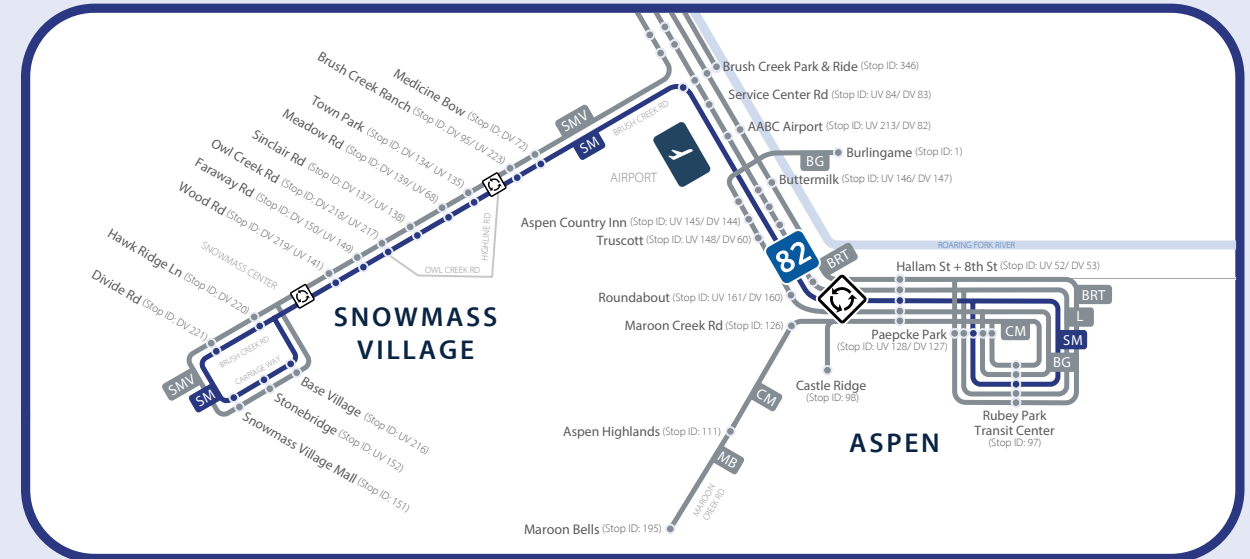 Brush Creek Park & Ride (Stop ID: 346)
Service Center Rd (Stop ID: UV 84/ DV 83)
AABC Airport (Stop ID: UV 213/ DV 82)
Burlingame (Stop ID: 1)
BG
Buttermilk (Stop ID: UV 146/ DV 147)
Medicine Bow (Stop ID: DV 72)
Brush Creek Ranch (Stop ID: DV 95/ UV 223)
Town Park (Stop ID: DV 134/ UV 135)
Meadow Rd (Stop ID: DV 139/ UV 68)
Sinclair Rd (Stop ID: DV 137/ UV 138)
Owl Creek Rd (Stop ID: DV 218/ UV 217)
Faraway Rd (Stop ID: DV 150/ UV 149)
Wood Rd (Stop ID: DV 219/ UV 141)
Hawk Ridge Ln (Stop ID: DV 220)
Divide Rd (Stop ID: DV 221)
SMV
SM
BRUSH CREEK RD
AIRPORT
HIGHLINE RD
OWL CREEK RD
SNOWMASS CENTER
SNOWMASS
VILLAGE
BRUSH CREEK RD
CARRIAGE WAY
SMV
SM
Base Village (Stop ID: UV 216)
Stonebridge (Stop ID: UV 152)
Snowmass Village Mall (Stop ID: 151)
Aspen Country Inn (Stop ID: UV 145/ DV 144)
Truscott (Stop ID: UV 148/ DV 60)
82
BRT
ROARING FORK RIVER
Hallam St + 8th St (Stop ID: UV 52/ DV 53)
Roundabout (Stop ID: UV 161/ DV 160)
Maroon Creek Rd (Stop ID: 126)
BRT
L
SM
BG
CM
Paepcke Park
(Stop ID: UV 128/ DV 127)
Castle Ridge
(Stop ID: 98)
CM
Aspen Highlands (Stop ID: 111)
MB
MAROON
CREEK RD
Maroon Bells (Stop ID: 195)
ASPEN
Rubey Park
Transit Center
(Stop ID: 97)